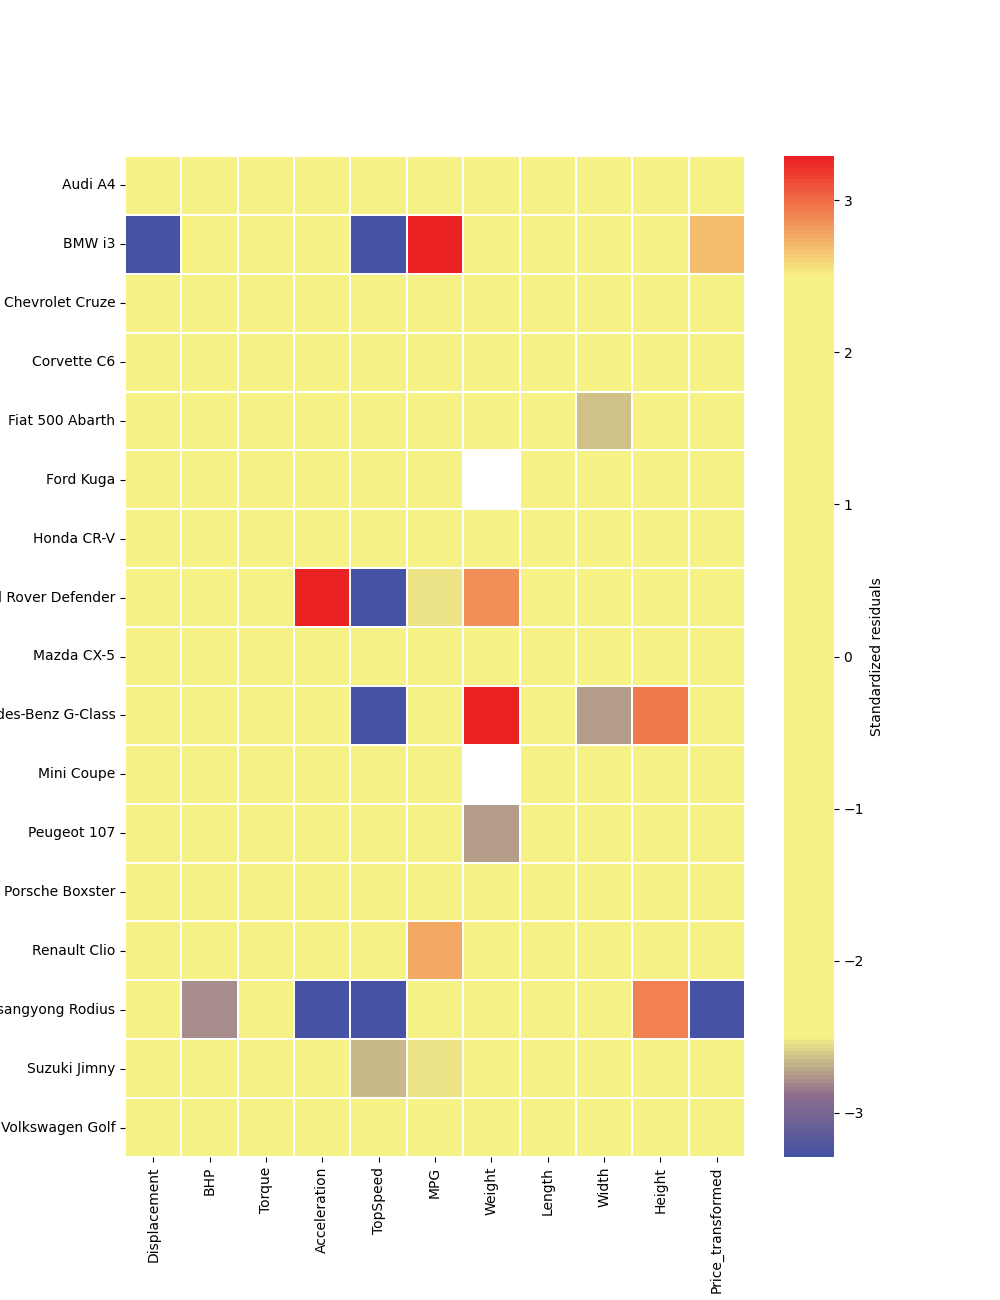 Audi A4
BMW i3
Chevrolet Cruze
Corvette C6
Fiat 500 Abarth
Ford Kuga
Honda CR-V
Rover Defender
Mazda CX-5
des-Benz G-Class
Mini Coupe
Peugeot 107
Porsche Boxster
Renault Clio
sangyong Rodius
Suzuki Jimny
Volkswagen Golf
Displacement
BHP
Torque
Acceleration
TopSpeed
MPG
Weight
Length
Width
Height
Price_transformed
3
2
1
0
−1
−2
−3
Standardized residuals